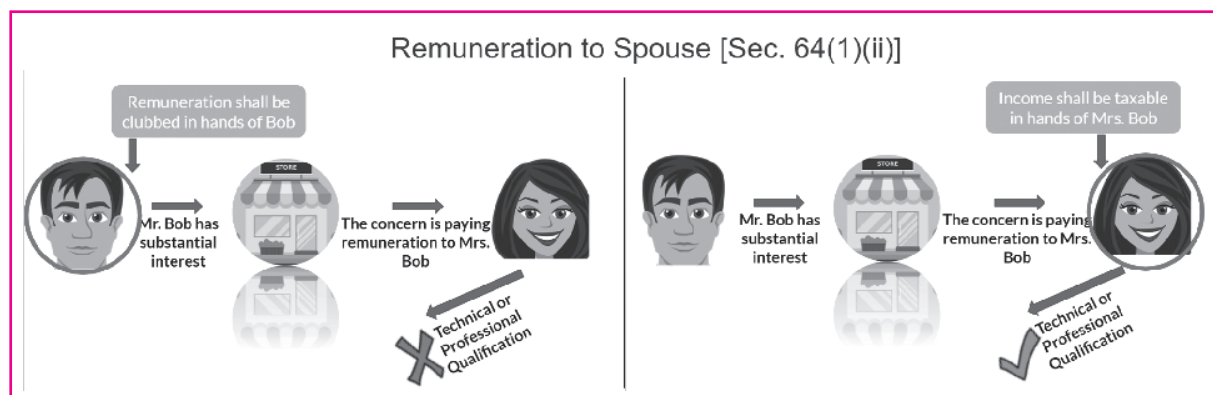 Remuneration to Spouse [Sec. 64(1)(ii)]
Remuneration shall be
clubbed in hands of Bob
STORE
Mr. Bob has
substantial
interest
The concern is paying
remuneration to Mrs.
Bob
Technical or
Professional
Qualification
Income shall be taxable
in hands of Mrs. Bob
STORE
Mr. Bob has
substantial
interest
The concern is paying
remuneration to Mrs.
Bob
Technical or
Professional
Qualification